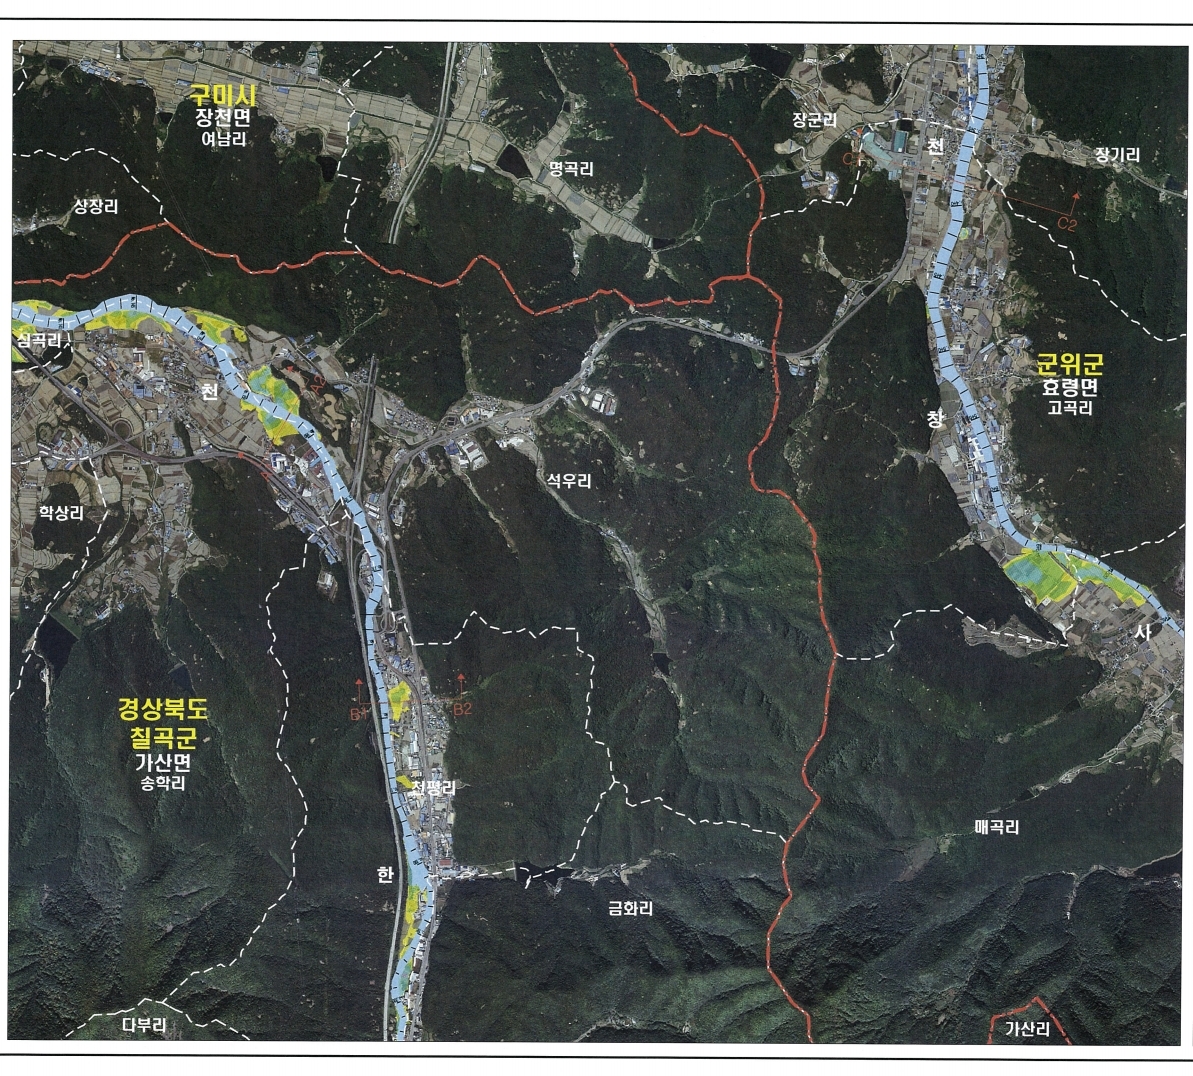 구미시
장천면
여남리
장군리
천
장기리
명곡리
상장리
C2
심곡리
천
A2
군위군
효령면
고곡리
창
석우리
학상리
사
B1
B2
경상북도
칠곡군
가산면
송학리
천평리
매곡리
한
금화리
다부리
가산리